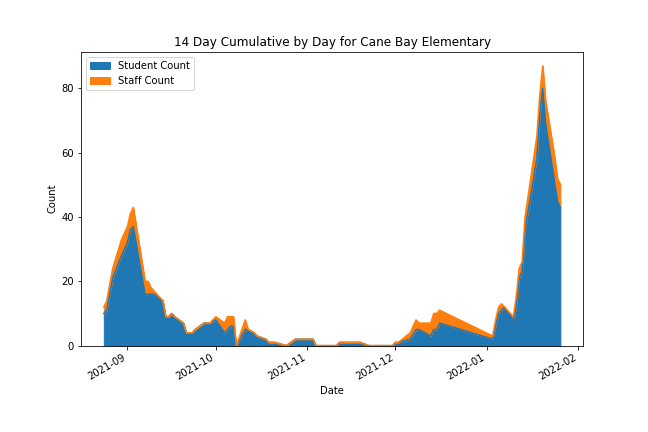 14 Day Cumulative by Day for Cane Bay Elementary
Student Count
Staff Count
80
60
40
20
0
Count
2021-09
2021-10
2021-11
2021-12
2022-01
2022-02
Date